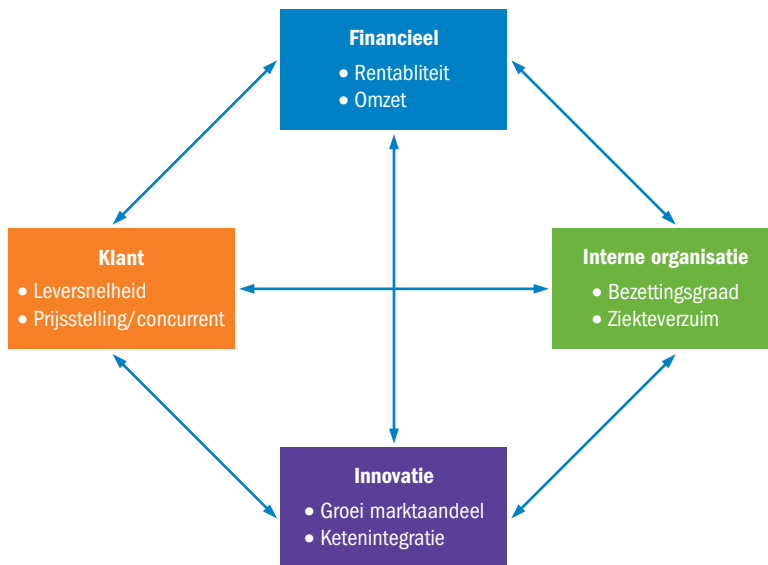 Financieel
• Rentabliteit
• Omzet
Klant
• Leversnelheid
• Prijsstelling/concurrent
Interne organisatie
• Bezettingsgraad
• Ziekteverzuim
Innovatie
• Groei marktaandeel
• Ketenintegratie